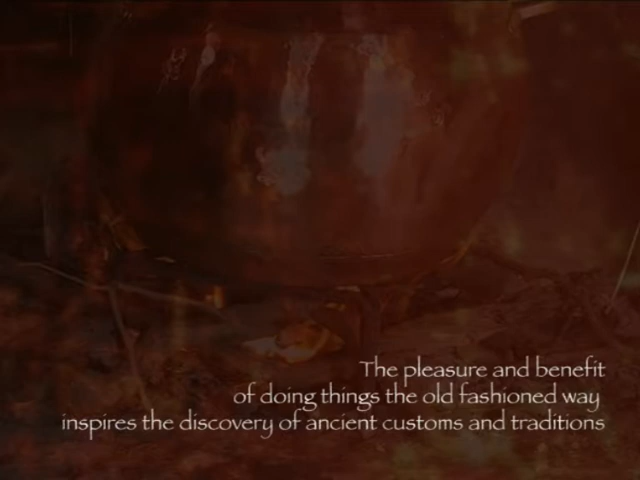 The pleasure and benefit
of doing things the old fashioned way
inspires the discovery of ancient customs and traditions